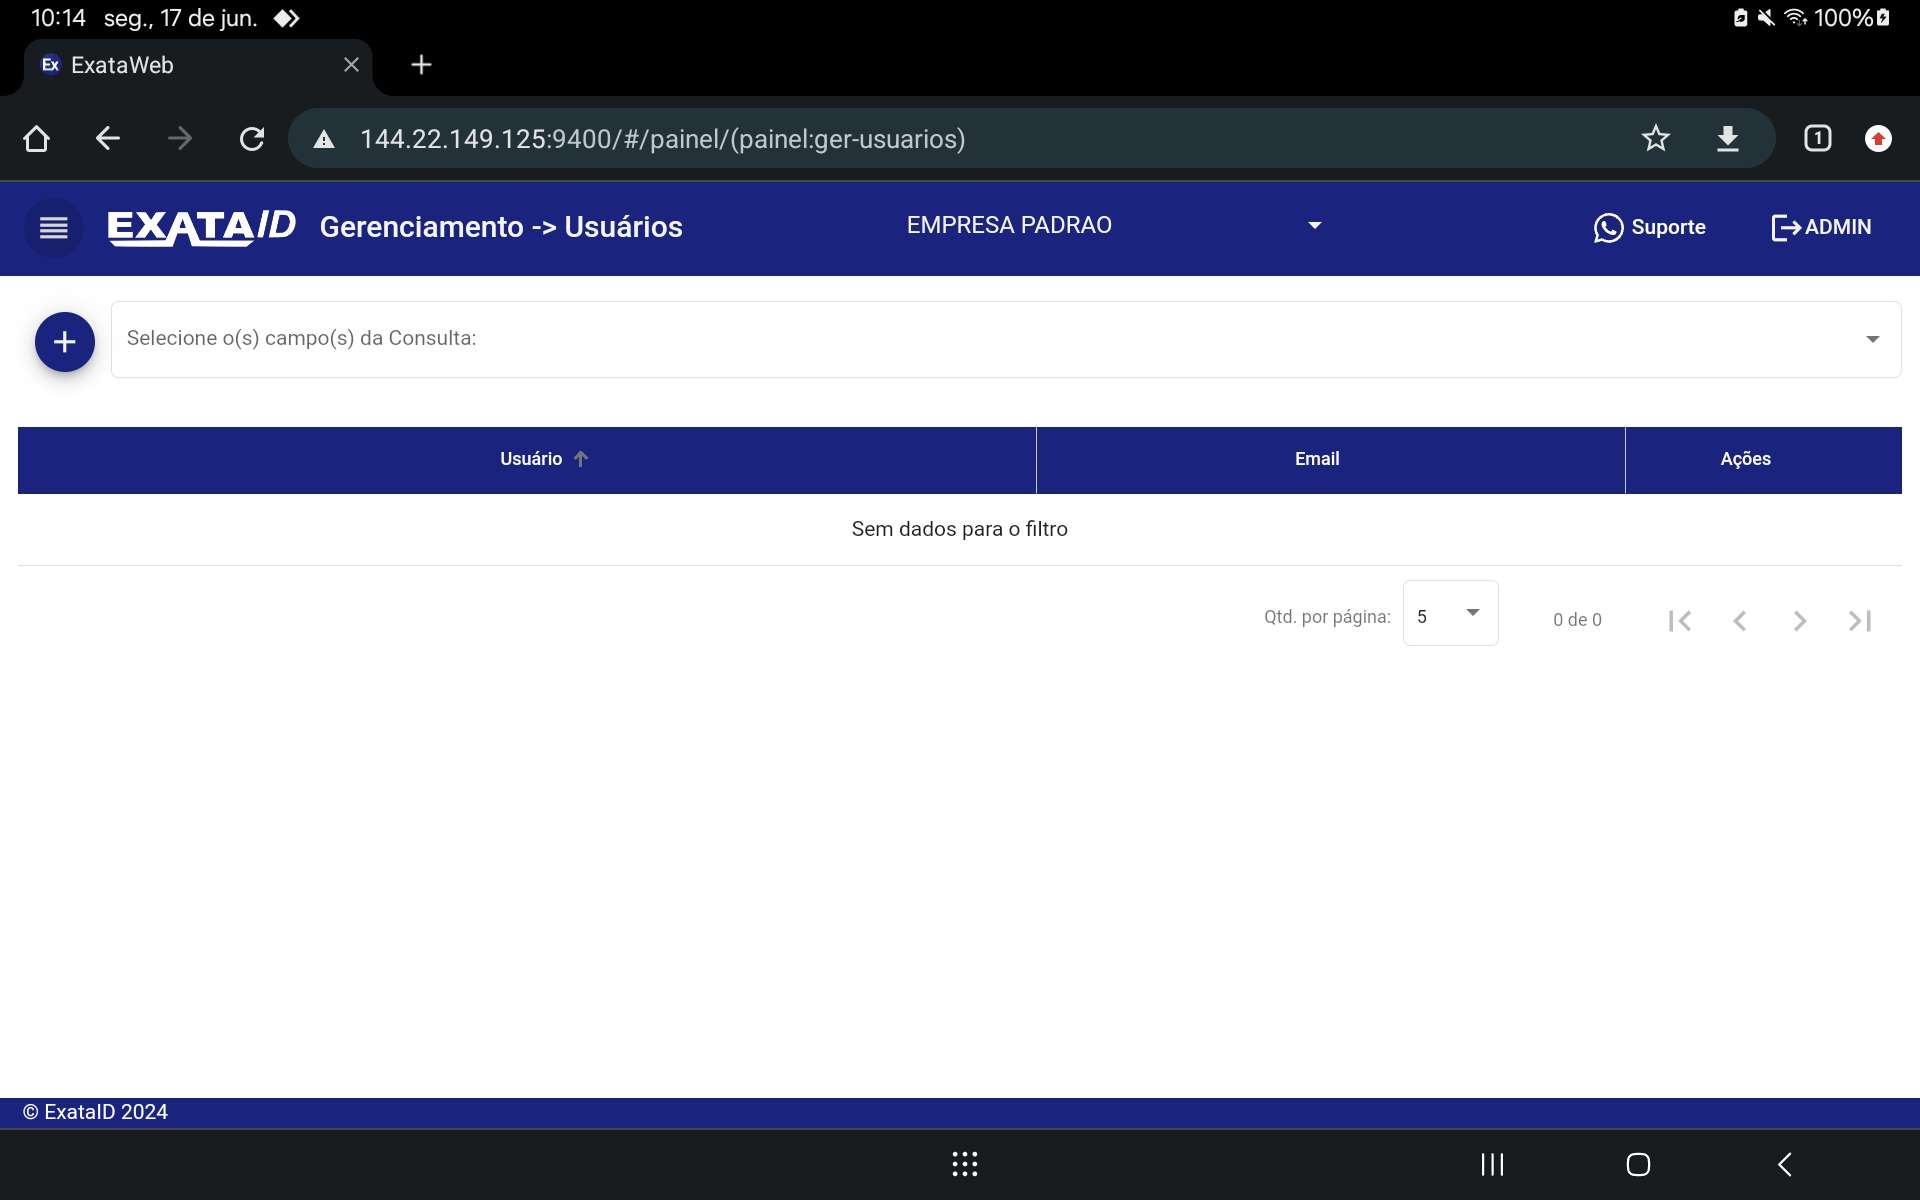 10:14 seg., 17 de jun. 100%
Ex ExataWeb
144.22.149.125:9400/#/painel/(painel:ger-usuarios) 1
EXATAID Gerenciamento -> Usuários EMPRESA PADRAO Suporte ADMIN
Selecione o(s) campo(s) da Consulta:
Usuário Email Ações
Sem dados para o filtro
Qtd. por página: 5 0 de 0
© ExataID 2024